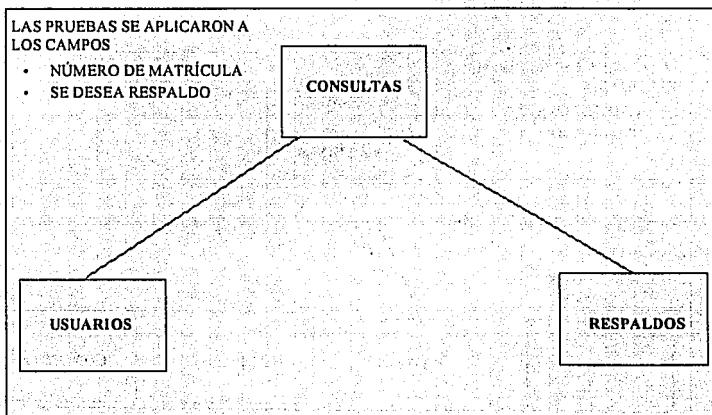 LAS PRUEBAS SE APLICARON A
LOS CAMPOS
• NÚMERO DE MATRÍCULA
• SE DESEA RESPALDO
CONSULTAS
USUARIOS
RESPALDOS